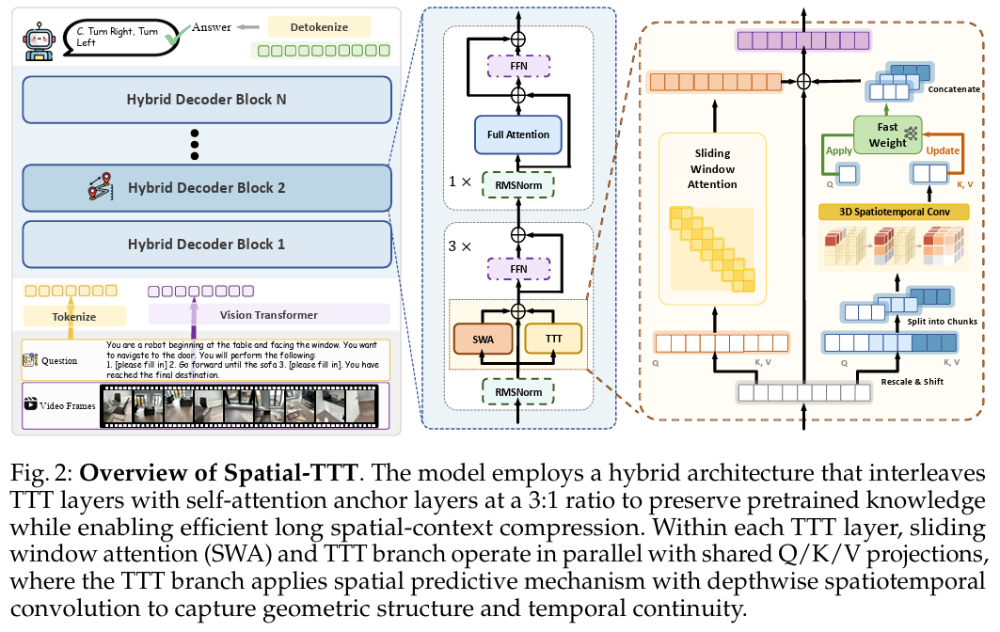 C. Turn Right, Turn
Left
Answer
Detokenize
Hybrid Decoder Block N
Hybrid Decoder Block 2
Hybrid Decoder Block 1
Tokenize
Vision Transformer
Question
You are a robot beginning at the table and facing the window. You want
to navigate to the door. You will perform the following:
1. [please fill in] 2. Go forward until the sofa 3. [please fill in]. You have
reached the final destination.
Video Frames
FFN
Full Attention
1 ×
RMSNorm
3 ×
FFN
SWA
TTT
RMSNorm
Sliding
Window
Attention
Q
K, V
Concatenate
Fast
Weight
Apply
Update
Q
K, V
3D Spatiotemporal Conv
Split into Chunks
Q
K, V
Rescale & Shift
Fig. 2: Overview of Spatial-TTT. The model employs a hybrid architecture that interleaves
TTT layers with self-attention anchor layers at a 3:1 ratio to preserve pretrained knowledge
while enabling efficient long spatial-context compression. Within each TTT layer, sliding
window attention (SWA) and TTT branch operate in parallel with shared Q/K/V projections,
where the TTT branch applies spatial predictive mechanism with depthwise spatiotemporal
convolution to capture geometric structure and temporal continuity.